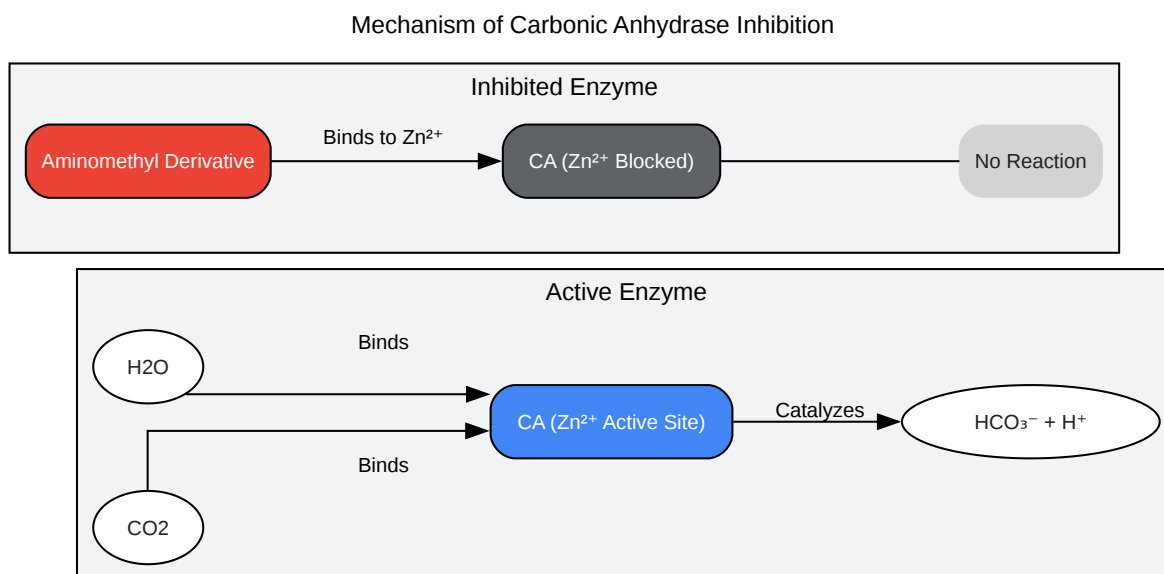 Mechanism of Carbonic Anhydrase Inhibition
Inhibited Enzyme
Aminomethyl Derivative
Binds to Zn²⁺
CA (Zn²⁺ Blocked)
No Reaction
Active Enzyme
H2O
Binds
CA (Zn²⁺ Active Site)
Catalyzes
HCO₃⁻ + H⁺
Binds
CO2